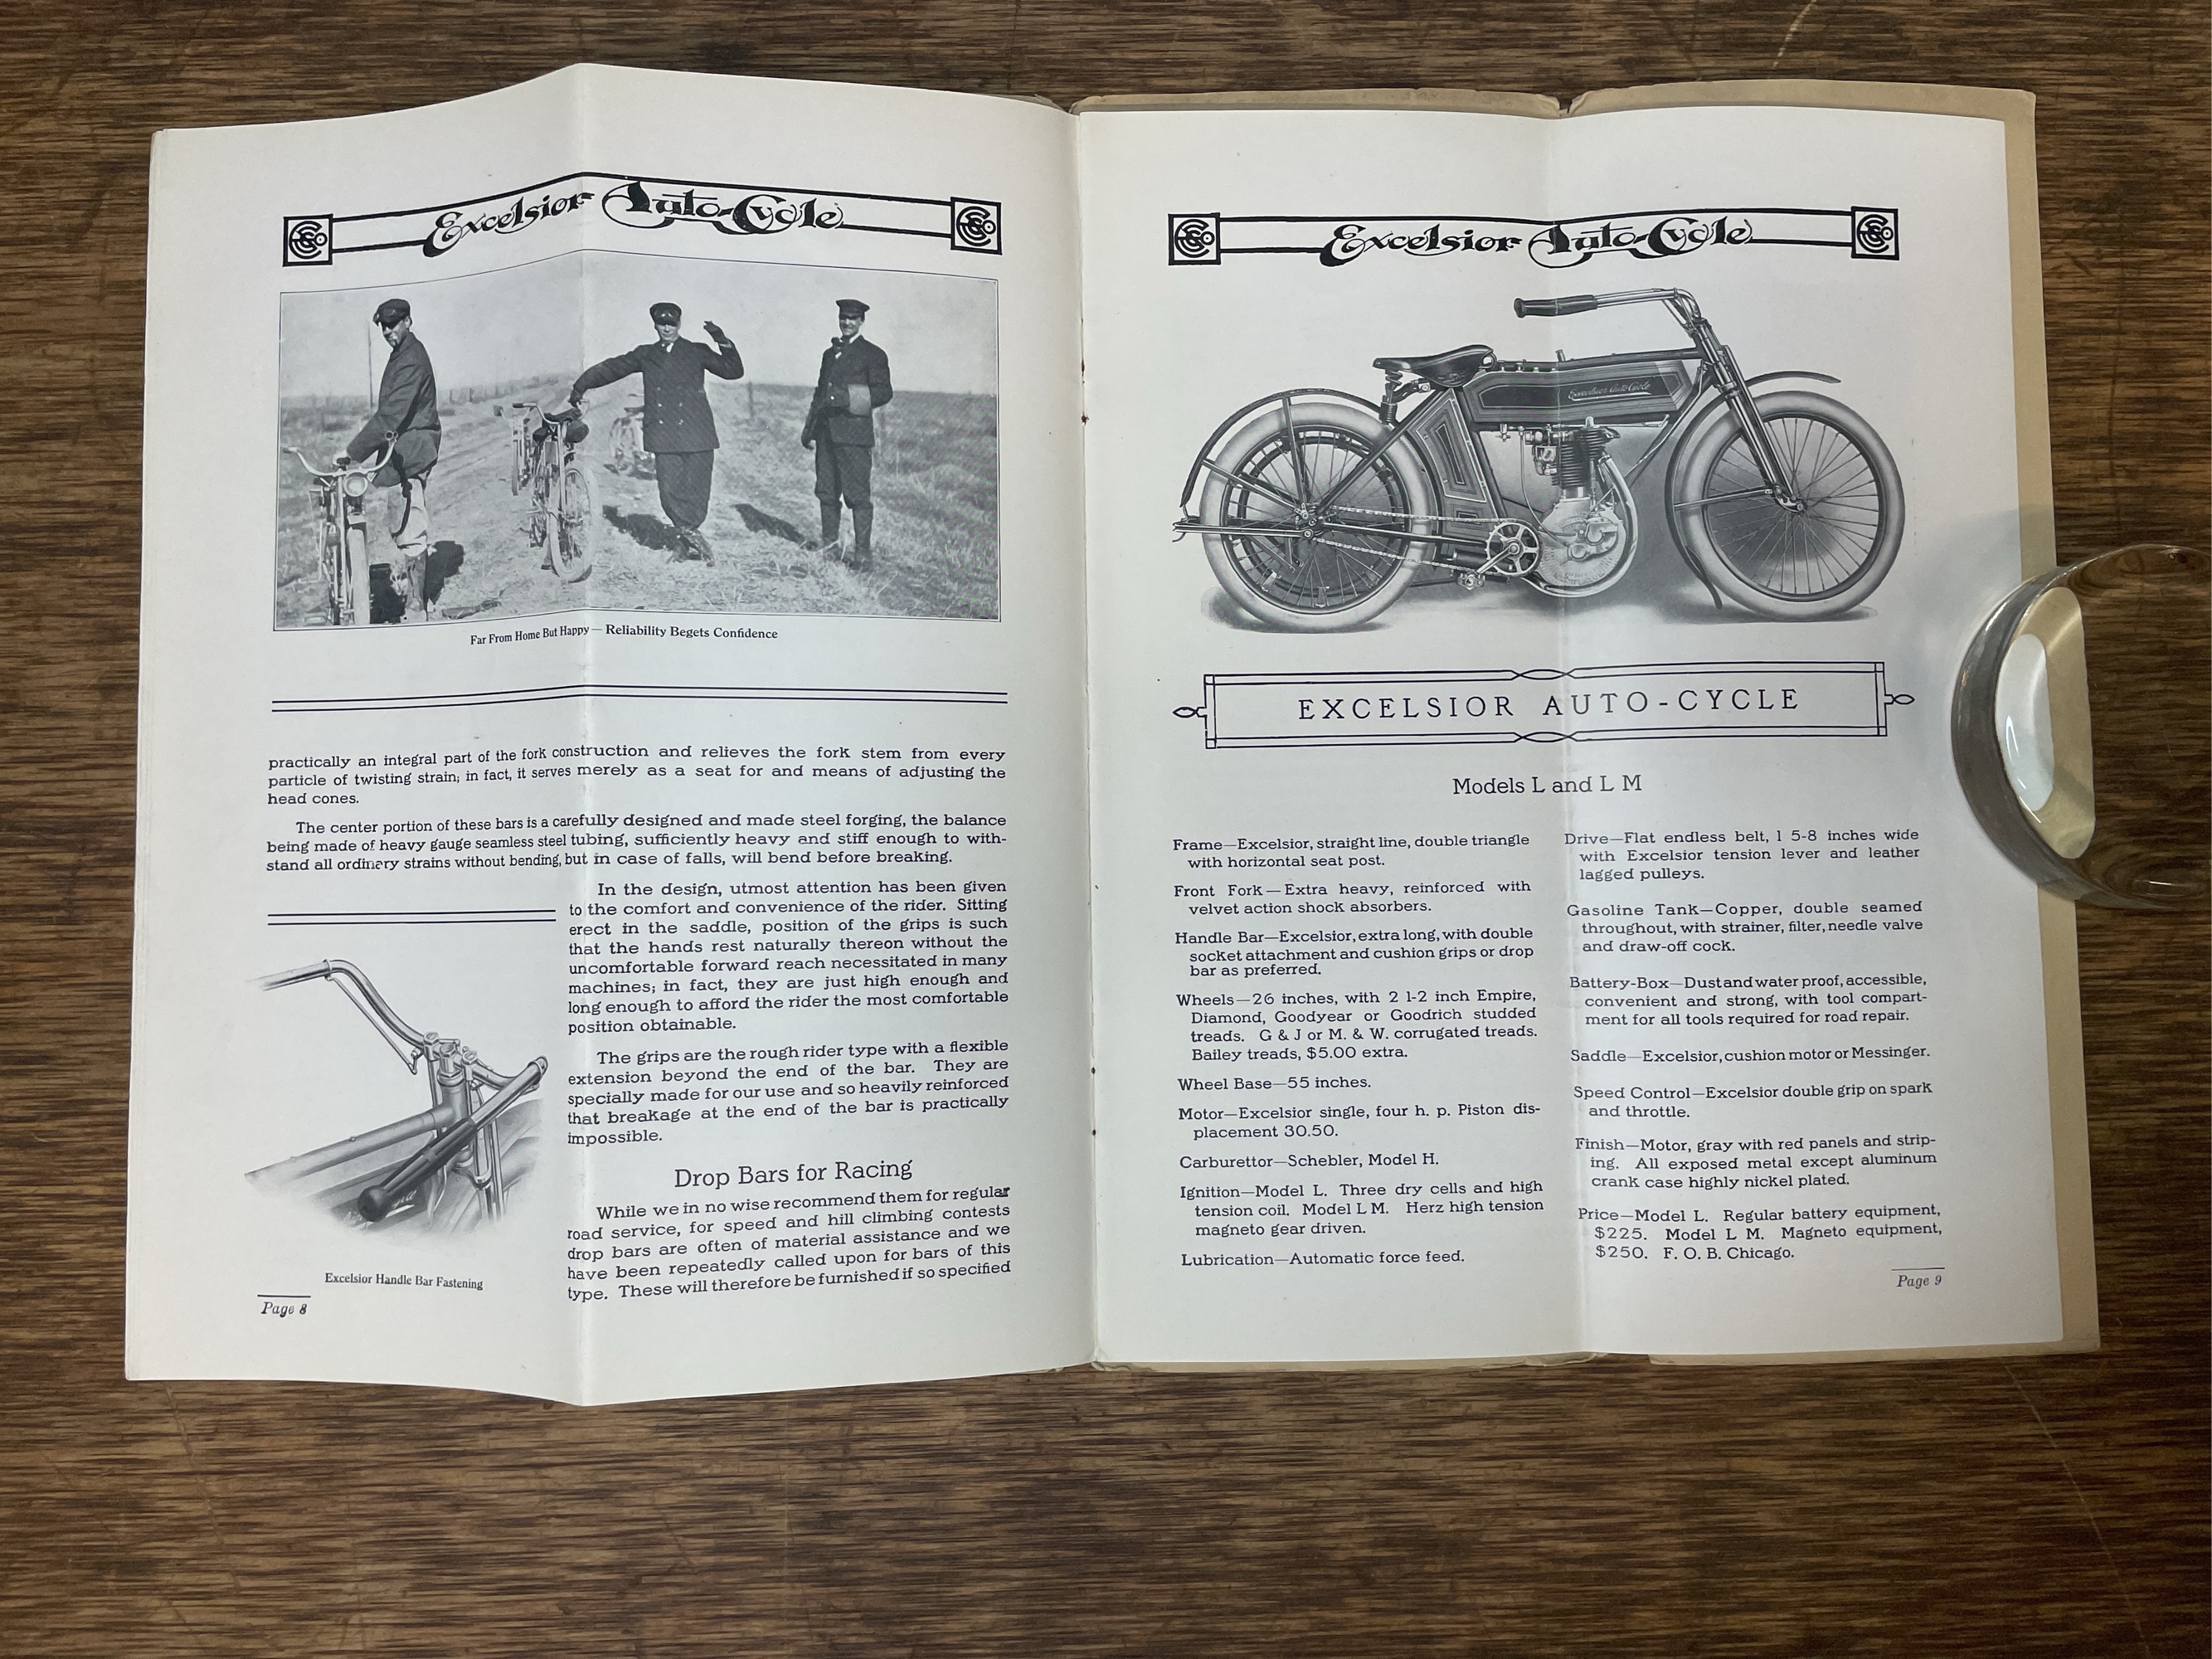 Excelsior Auto-Cycle
Far From Home But Happy — Reliability Begets Confidence
practically an integral part of the fork construction and relieves the fork stem from every
particle of twisting strain; in fact, it serves merely as a seat for and means of adjusting the
head cones.
The center portion of these bars is a carefully designed and made steel forging, the balance
being made of heavy gauge seamless steel tubing, sufficiently heavy and stiff enough to with-
stand all ordinery strains without bending, but in case of falls, will bend before breaking.
In the design, utmost attention has been given
to the comfort and convenience of the rider. Sitting
erect in the saddle, position of the grips is such
that the hands rest naturally thereon without the
uncomfortable forward reach necessitated in many
machines; in fact, they are just high enough and
long enough to afford the rider the most comfortable
position obtainable.
The grips are the rough rider type with a flexible
extension beyond the end of the bar. They are
specially made for our use and so heavily reinforced
that breakage at the end of the bar is practically
impossible.
Drop Bars for Racing
While we in no wise recommend them for regular
road service, for speed and hill climbing contests
drop bars are often of material assistance and we
have been repeatedly called upon for bars of this
type. These will therefore be furnished if so specified
Excelsior Handle Bar Fastening
Page 8
Excelsior Auto-Cycle
Excelsior Auto-Cycle
EXCELSIOR AUTO-CYCLE
Models L and L M
Frame—Excelsior, straight line, double triangle
with horizontal seat post.
Front Fork—Extra heavy, reinforced with
velvet action shock absorbers.
Handle Bar—Excelsior, extra long, with double
socket attachment and cushion grips or drop
bar as preferred.
Wheels—26 inches, with 2 1-2 inch Empire,
Diamond, Goodyear or Goodrich studded
treads. G & J or M. & W. corrugated treads.
Bailey treads, $5.00 extra.
Wheel Base—55 inches.
Motor—Excelsior single, four h. p. Piston dis-
placement 30.50.
Carburettor—Schebler, Model H.
Ignition—Model L. Three dry cells and high
tension coil. Model L M. Herz high tension
magneto gear driven.
Lubrication—Automatic force feed.
Drive—Flat endless belt, 1 5-8 inches wide
with Excelsior tension lever and leather
lagged pulleys.
Gasoline Tank—Copper, double seamed
throughout, with strainer, filter, needle valve
and draw-off cock.
Battery-Box—Dust and water proof, accessible,
convenient and strong, with tool compart-
ment for all tools required for road repair.
Saddle—Excelsior, cushion motor or Messinger.
Speed Control—Excelsior double grip on spark
and throttle.
Finish—Motor, gray with red panels and strip-
ing. All exposed metal except aluminum
crank case highly nickel plated.
Price—Model L. Regular battery equipment,
$225. Model L M. Magneto equipment,
$250. F. O. B. Chicago.
Page 9